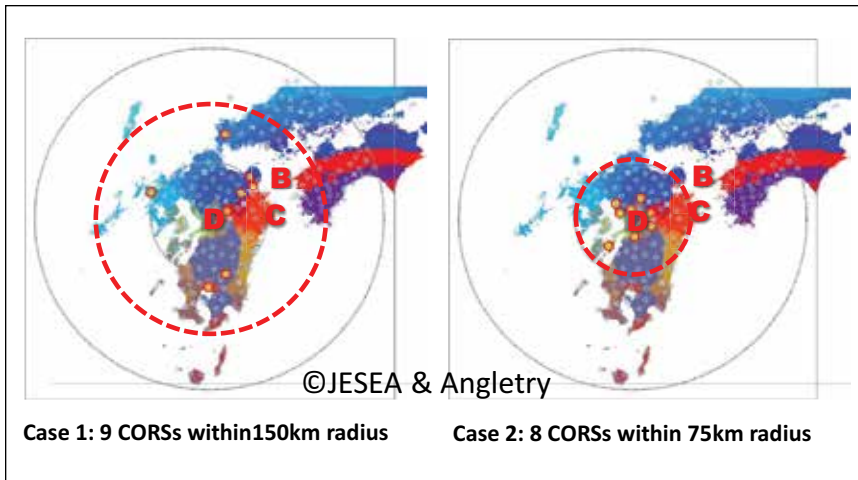 B
C
D
B
C
D
©JESEA & Angletry
Case 1: 9 CORSs within150km radius
Case 2: 8 CORSs within 75km radius